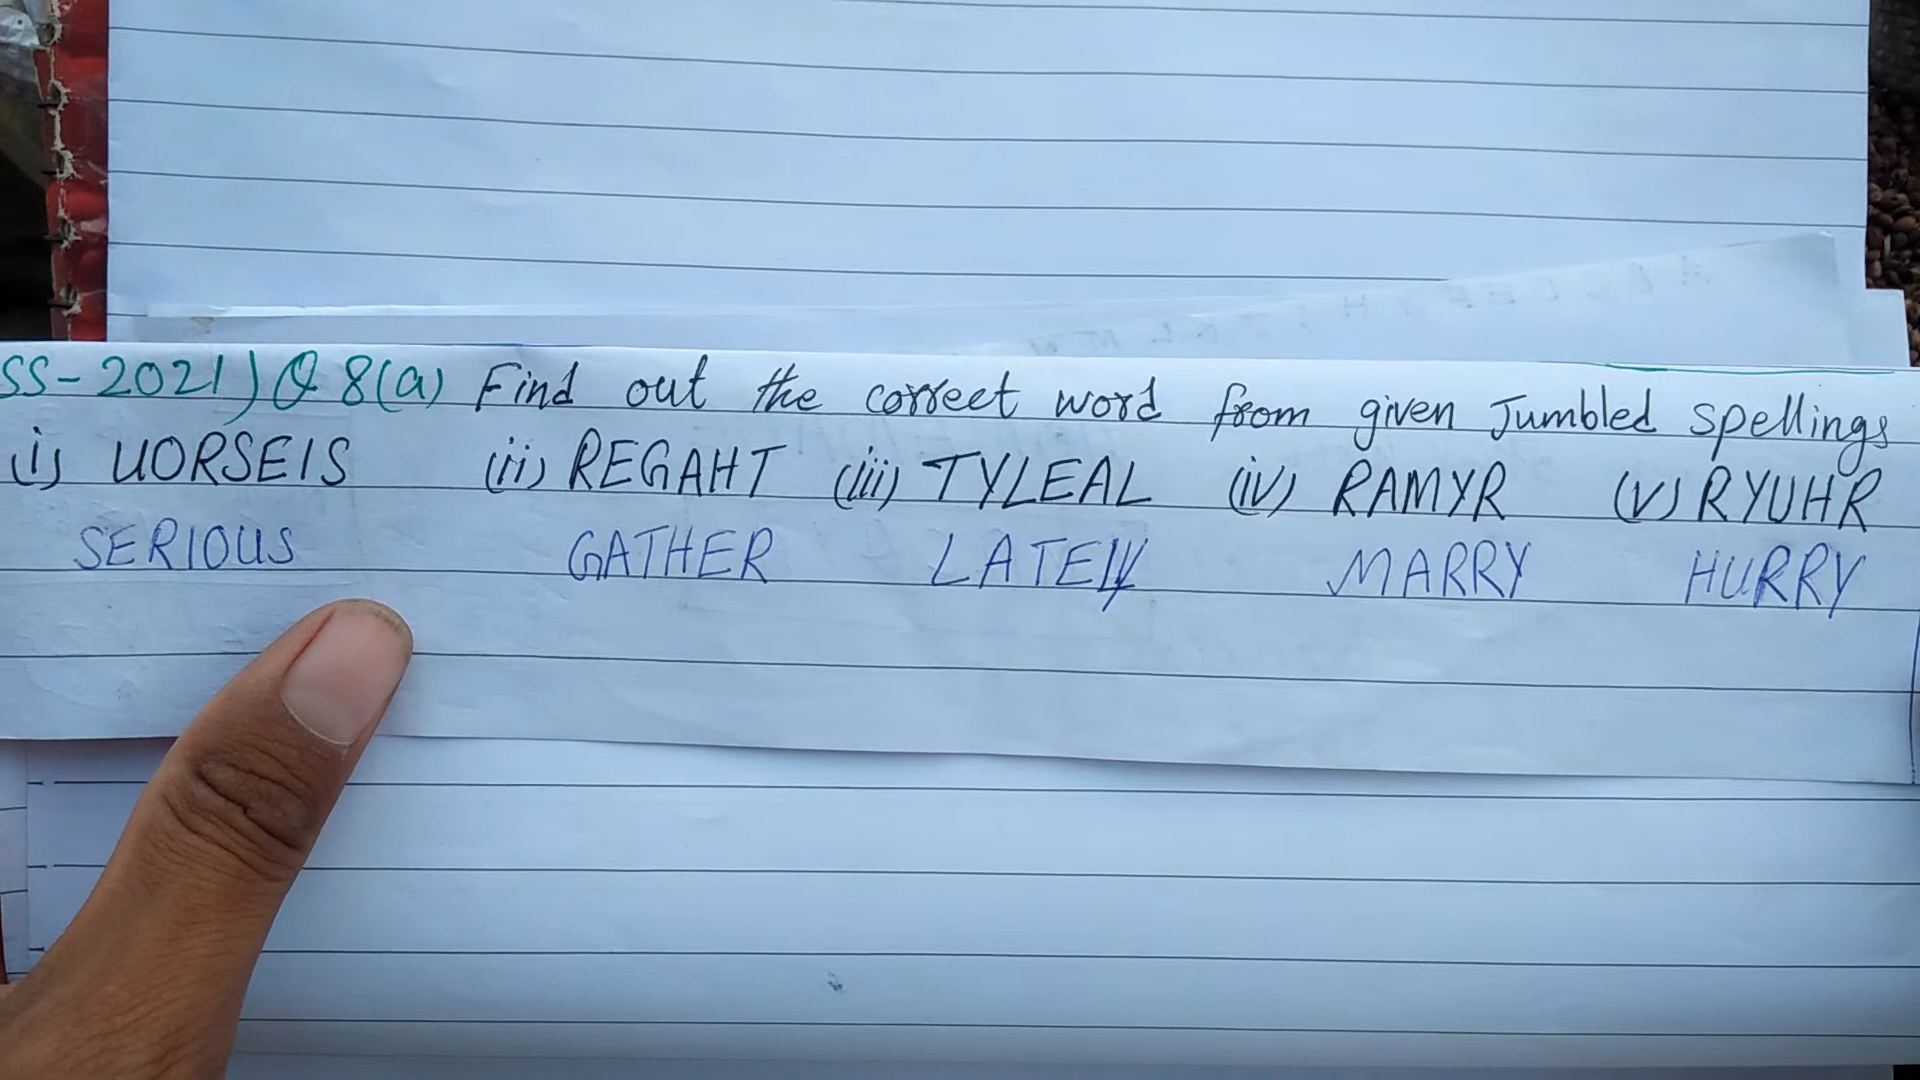 SS-2021) Q 8(a) Find out the correct word from given Jumbled spellings
(i) UORSEIS (ii) REGAHT (iii) TYLEAL (iv) RAMYR (v) RYUHR
SERIOUS GATHER LATELY MARRY HURRY